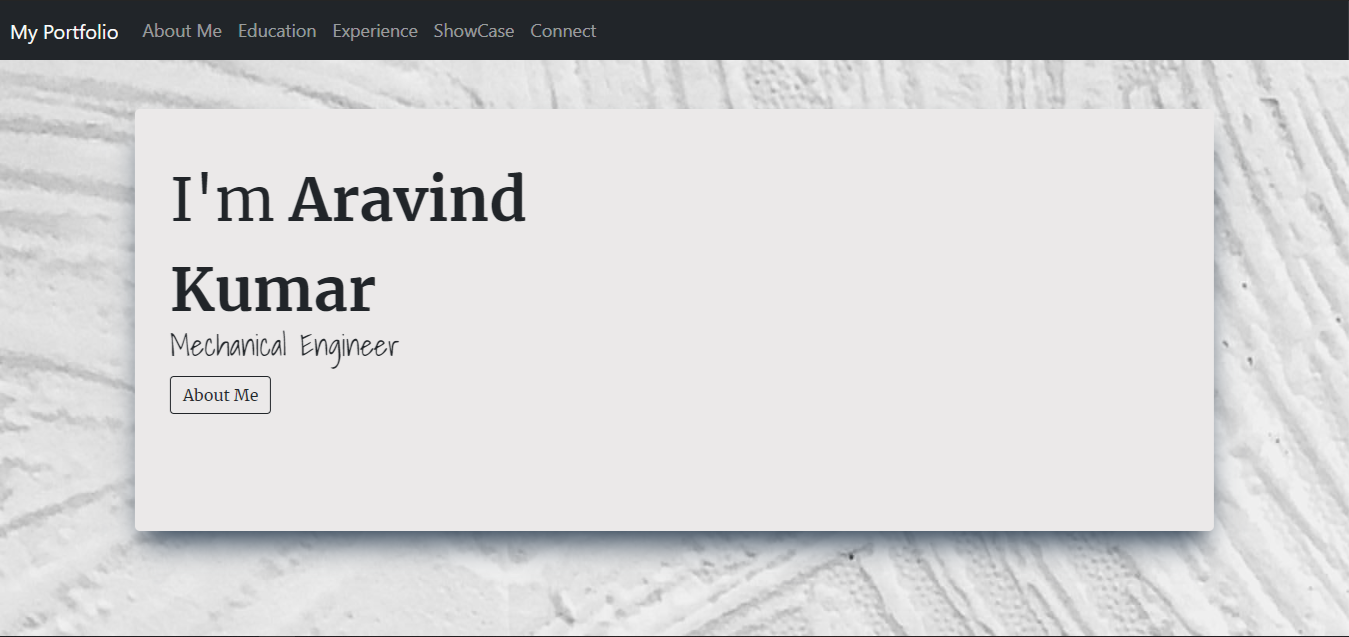 My Portfolio About Me Education Experience ShowCase Connect
I'm Aravind
Kumar
Mechanical Engineer
About Me